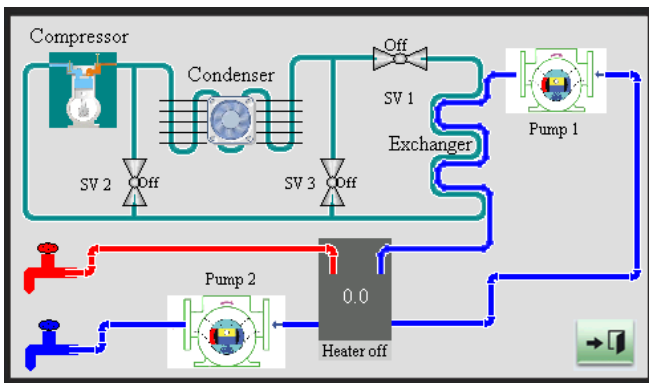 Compressor
Condenser
Off
SV 1
Pump 1
Exchanger
SV 2
Off
SV 3
Off
Pump 2
0.0
Heater off